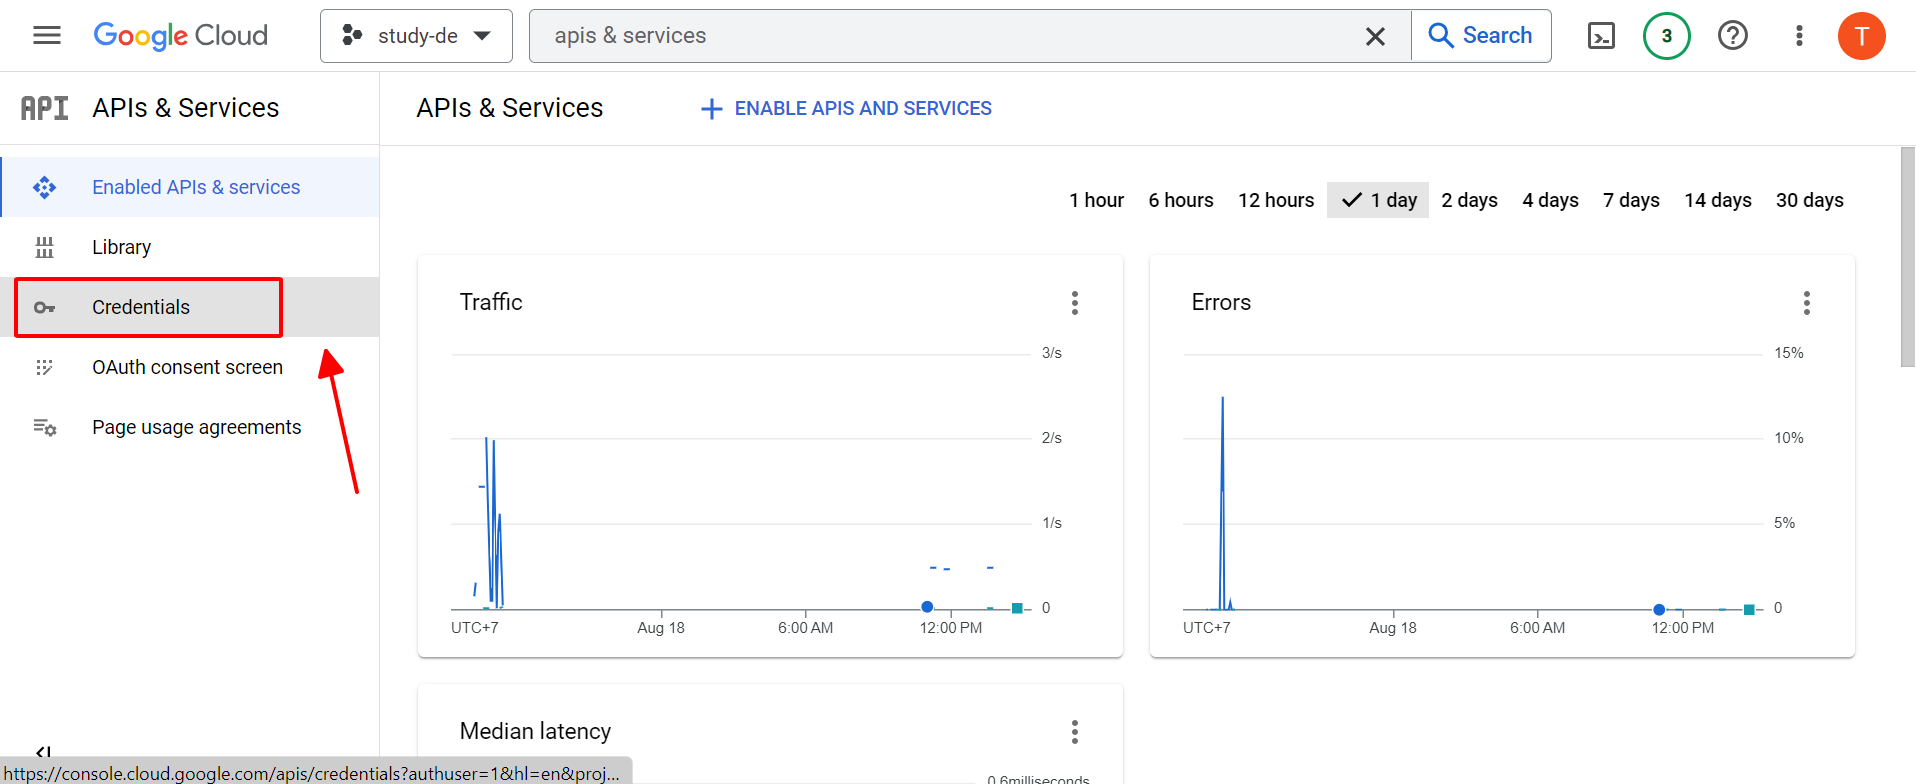 Google Cloud
study-de
apis & services
Search
3
T
API
APIs & Services
APIs & Services
ENABLE APIS AND SERVICES
Enabled APIs & services
Library
Credentials
OAuth consent screen
Page usage agreements
1 hour 6 hours 12 hours 1 day 2 days 4 days 7 days 14 days 30 days
Traffic
3/s
2/s
1/s
0
UTC+7 Aug 18 6:00 AM 12:00 PM
Errors
15%
10%
5%
0
UTC+7 Aug 18 6:00 AM 12:00 PM
Median latency
0.6milliseconds
https://console.cloud.google.com/apis/credentials?authuser=1&hl=en&proj...